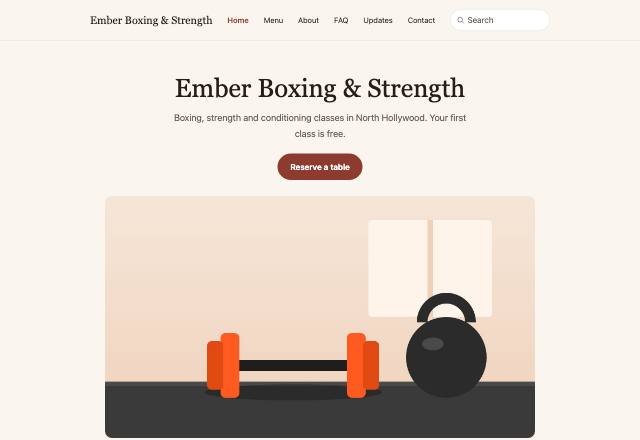 Ember Boxing & Strength Home Menu About FAQ Updates Contact Search
Ember Boxing & Strength
Boxing, strength and conditioning classes in North Hollywood. Your first
class is free.
Reserve a table